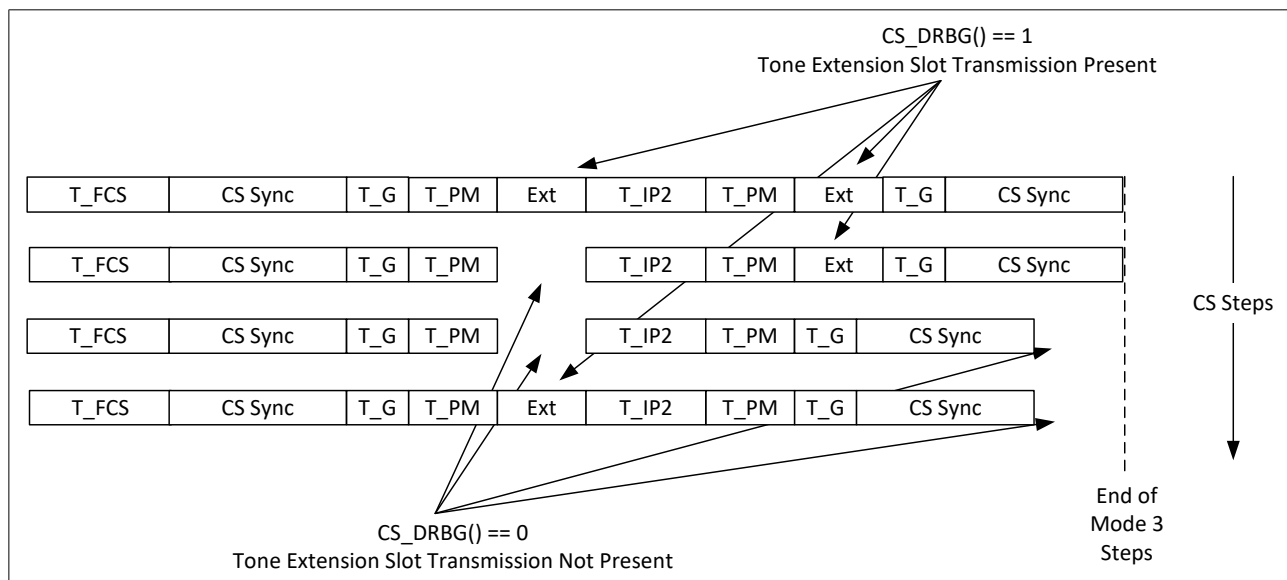 CS_DRBG() == 1
Tone Extension Slot Transmission Present
T_FCS CS Sync T_G T_PM Ext T_IP2 T_PM Ext T_G CS Sync
T_FCS CS Sync T_G T_PM T_IP2 T_PM Ext T_G CS Sync
CS Steps
T_FCS CS Sync T_G T_PM T_IP2 T_PM T_G CS Sync
T_FCS CS Sync T_G T_PM Ext T_IP2 T_PM T_G CS Sync
End of
Mode 3
Steps
CS_DRBG() == 0
Tone Extension Slot Transmission Not Present